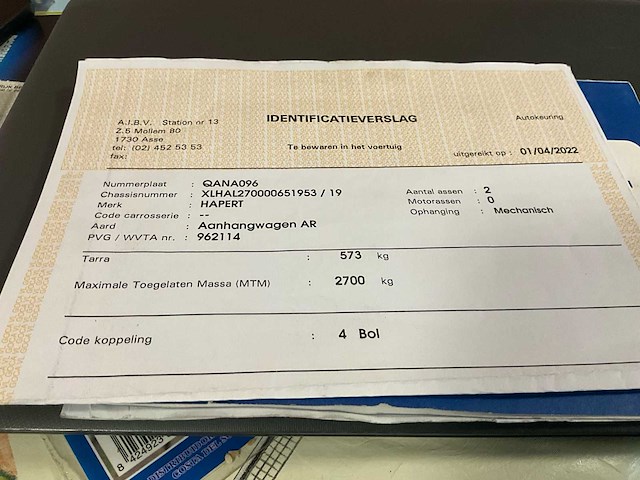 A.I.B.V. Station nr 13
Z.5 Mollem 80
1730 Asse
tel: (02) 452 53 53
fax:
IDENTIFICATIEVERSLAG
Te bewaren in het voertuig
Autokeuring
uitgereikt op : 01/04/2022
Nummerplaat : QANA096
Chassisnummer : XLHAL270000651953 / 19
Merk : HAPERT
Code carrosserie : --
Aard : Aanhangwagen AR
PVG / WVTA nr. : 962114
Aantal assen : 2
Motorassen : 0
Ophanging : Mechanisch
Tarra : 573 kg
Maximale Toegelaten Massa (MTM) : 2700 kg
Code koppeling : 4 Bol
8 424923